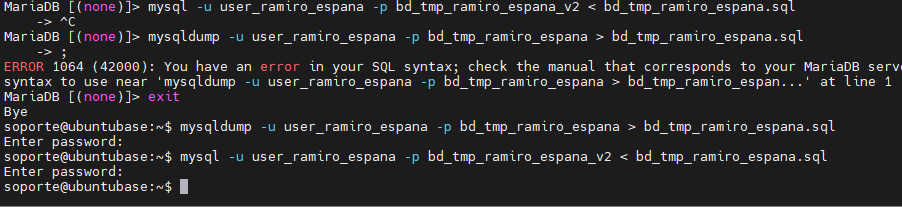 MariaDB [(none)]> mysql -u user_ramiro_espana -p bd_tmp_ramiro_espana_v2 < bd_tmp_ramiro_espana.sql
    -> ^C
MariaDB [(none)]> mysqldump -u user_ramiro_espana -p bd_tmp_ramiro_espana > bd_tmp_ramiro_espana.sql
    -> ;
ERROR 1064 (42000): You have an error in your SQL syntax; check the manual that corresponds to your MariaDB serve
syntax to use near 'mysqldump -u user_ramiro_espana -p bd_tmp_ramiro_espana > bd_tmp_ramiro_espan...' at line 1
MariaDB [(none)]> exit
Bye
soporte@ubuntubase:~$ mysqldump -u user_ramiro_espana -p bd_tmp_ramiro_espana > bd_tmp_ramiro_espana.sql
Enter password:
soporte@ubuntubase:~$ mysql -u user_ramiro_espana -p bd_tmp_ramiro_espana_v2 < bd_tmp_ramiro_espana.sql
Enter password:
soporte@ubuntubase:~$